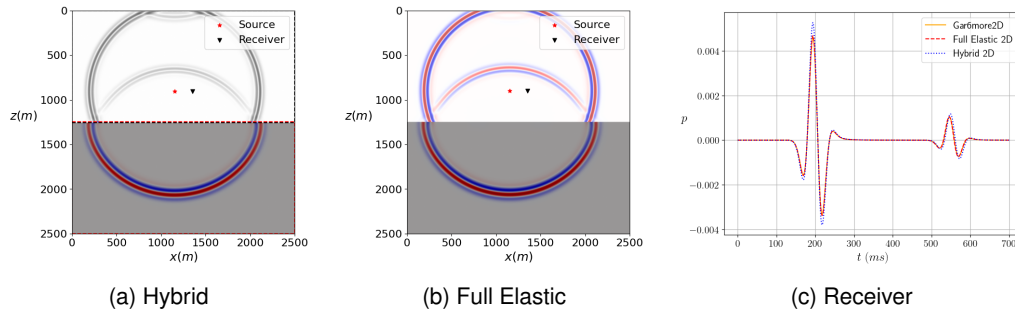 0
500
1000
z(m)
1500
2000
2500
0
500
1000
1500
2000
2500
x(m)
Source
Receiver
(a) Hybrid
0
500
1000
z(m)
1500
2000
2500
0
500
1000
1500
2000
2500
x(m)
Source
Receiver
(b) Full Elastic
0.004
0.002
p
0.000
−0.002
−0.004
0
100
200
300
400
500
600
700
t (ms)
Gar6more2D
Full Elastic 2D
Hybrid 2D
(c) Receiver